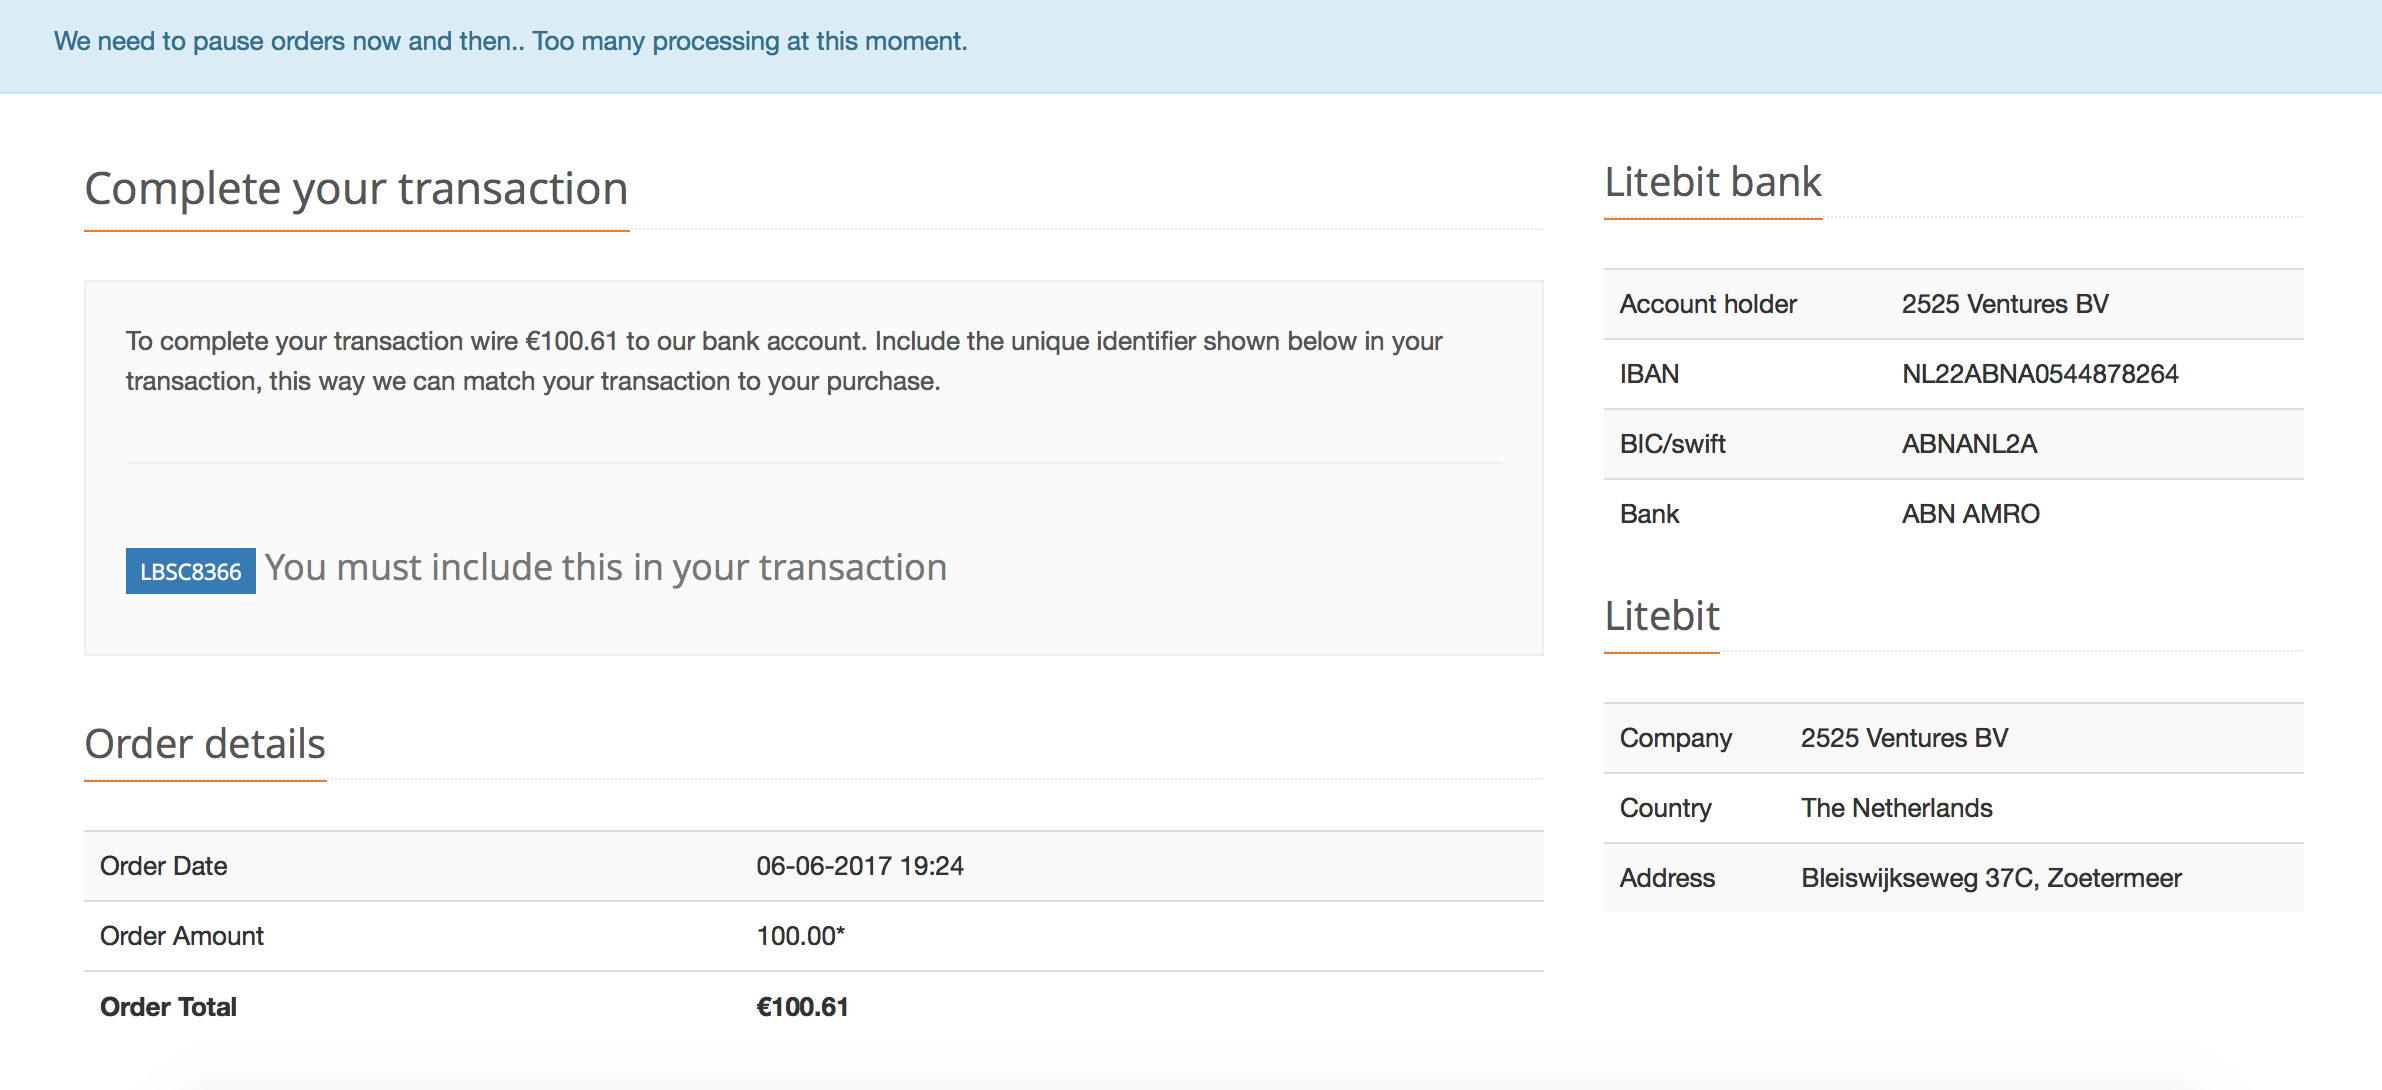 We need to pause orders now and then.. Too many processing at this moment.
Complete your transaction
To complete your transaction wire €100.61 to our bank account. Include the unique identifier shown below in your
transaction, this way we can match your transaction to your purchase.
LBSC8366 You must include this in your transaction
Order details
Order Date 06-06-2017 19:24
Order Amount 100.00*
Order Total €100.61
Litebit bank
Account holder 2525 Ventures BV
IBAN NL22ABNA0544878264
BIC/swift ABNANL2A
Bank ABN AMRO
Litebit
Company 2525 Ventures BV
Country The Netherlands
Address Bleiswijkseweg 37C, Zoetermeer